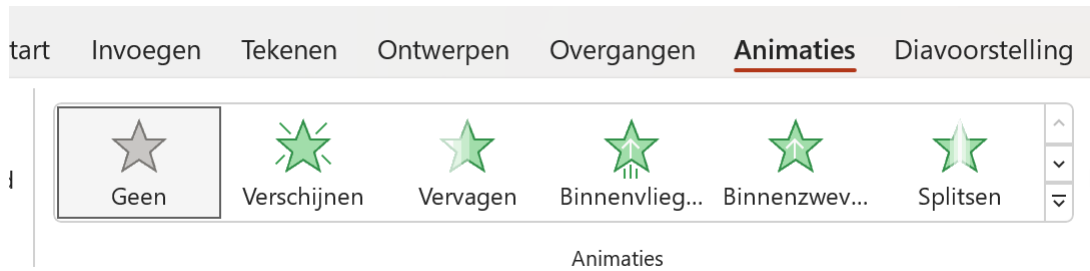 tart Invoegen Tekenen Ontwerpen Overgangen Animaties Diavoorstelling
Geen Verschijnen Vervagen Binnenvlieg... Binnenzwev... Splitsen
Animaties